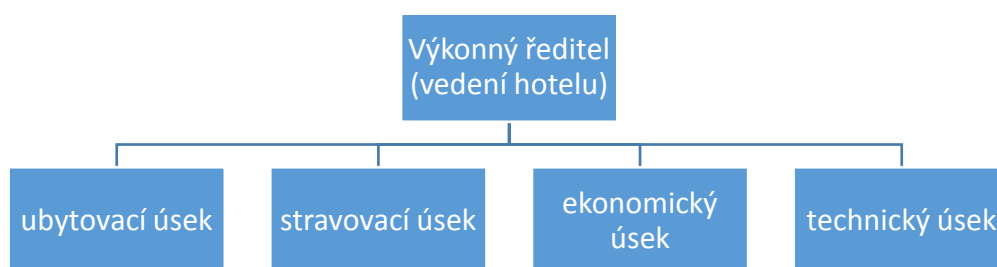 Výkonný ředitel
(vedení hotelu)
ubytovací úsek
stravovací úsek
ekonomický
úsek
technický úsek